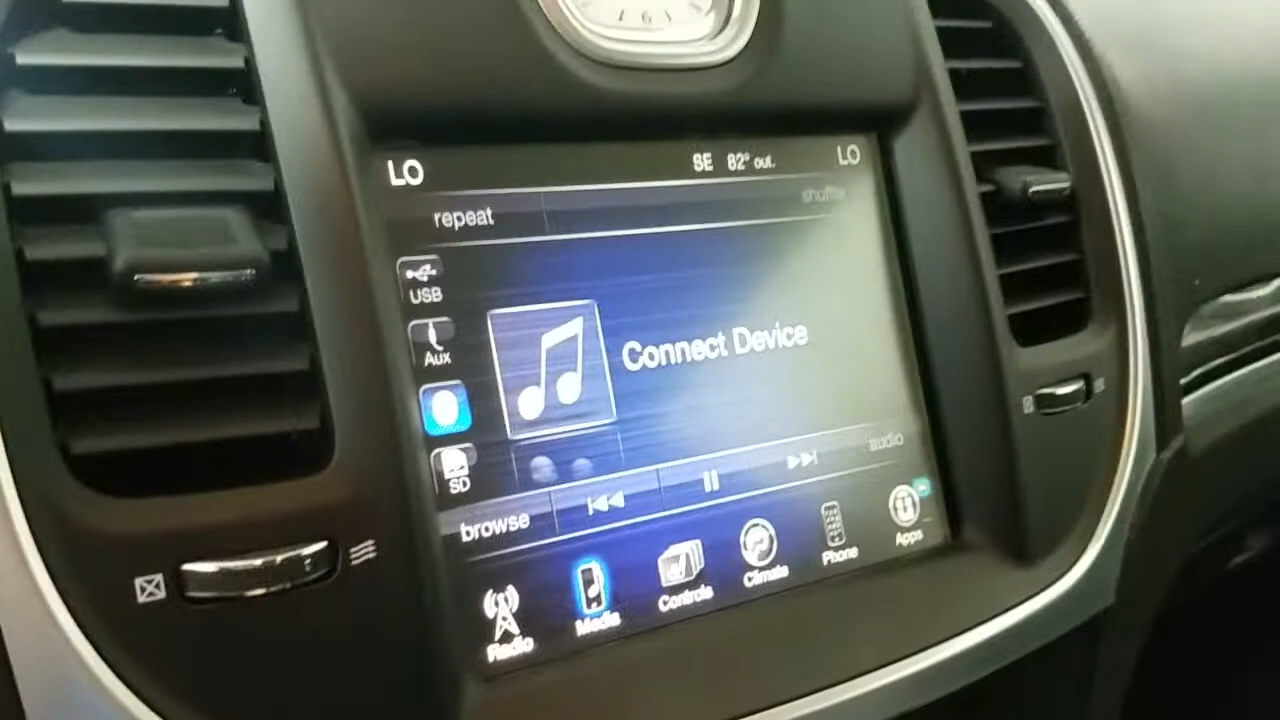 LO SE 82° out. LO
repeat shuffle
USB
Aux
Connect Device
SD
audio
browse
Radio Media Controls Climate Phone Apps